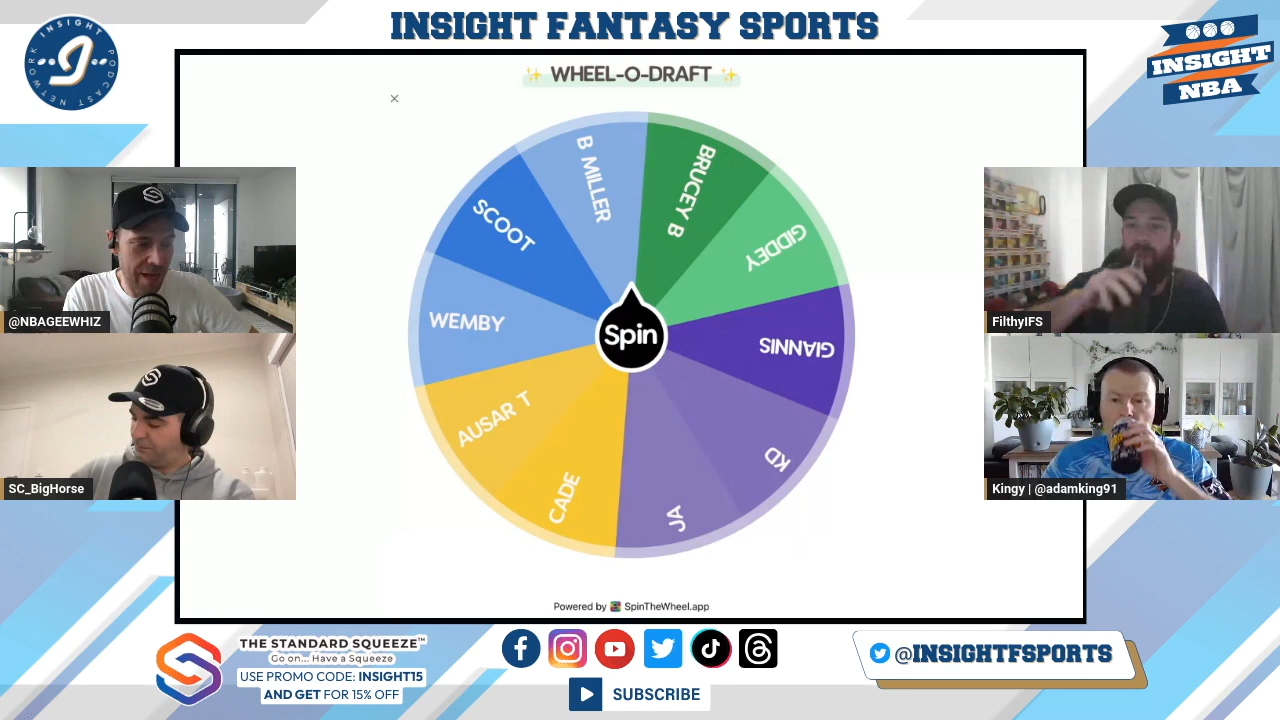 INSIGHT FANTASY SPORTS
INSIGHT
PODCAST NETWORK
INSIGHT
NBA
WHEEL-O-DRAFT
×
B MILLER
BRUCEY B
GIDDEY
GIANNIS
KD
JA
CADE
AUSAR T
WEMBY
SCOOT
Spin
Powered by SpinTheWheel.app
@NBAGEEWHIZ
SC_BigHorse
FilthyIFS
Kingy | @adamking91
THE STANDARD SQUEEZE™
Go on... Have a Squeeze
USE PROMO CODE: INSIGHT15
AND GET FOR 15% OFF
SUBSCRIBE
@INSIGHTFSPORTS